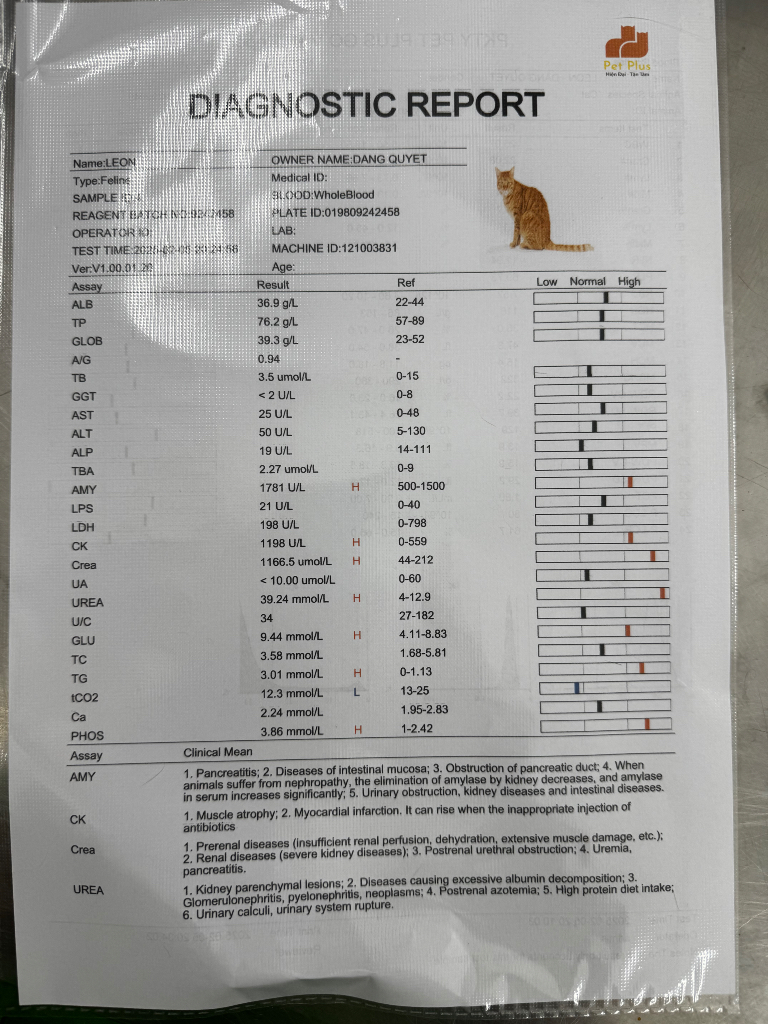 Pet Plus
Hiện Đại - Tận Tâm
DIAGNOSTIC REPORT
Name:LEON OWNER NAME:DANG QUYET
Type:Feline Medical ID:
SAMPLE BLOOD:WholeBlood
REAGENT BATCH NO:9242458 PLATE ID:019809242458
OPERATOR ID: LAB:
TEST TIME: MACHINE ID:121003831
Ver:V1.00.01.20 Age:
Assay Result Ref Low Normal High
ALB 36.9 g/L 22-44
TP 76.2 g/L 57-89
GLOB 39.3 g/L 23-52
A/G 0.94 -
TB 3.5 umol/L 0-15
GGT < 2 U/L 0-8
AST 25 U/L 0-48
ALT 50 U/L 5-130
ALP 19 U/L 14-111
TBA 2.27 umol/L 0-9
AMY 1781 U/L H 500-1500
LPS 21 U/L 0-40
LDH 198 U/L 0-798
CK 1198 U/L H 0-559
Crea 1166.5 umol/L H 44-212
UA < 10.00 umol/L 0-60
UREA 39.24 mmol/L H 4-12.9
U/C 34 27-182
GLU 9.44 mmol/L H 4.11-8.83
TC 3.58 mmol/L 1.68-5.81
TG 3.01 mmol/L H 0-1.13
tCO2 12.3 mmol/L L 13-25
Ca 2.24 mmol/L 1.95-2.83
PHOS 3.86 mmol/L H 1-2.42
Assay Clinical Mean
AMY 1. Pancreatitis; 2. Diseases of intestinal mucosa; 3. Obstruction of pancreatic duct; 4. When
animals suffer from nephropathy, the elimination of amylase by kidney decreases, and amylase
in serum increases significantly; 5. Urinary obstruction, kidney diseases and intestinal diseases.
CK 1. Muscle atrophy; 2. Myocardial infarction. It can rise when the inappropriate injection of
antibiotics
Crea 1. Prerenal diseases (insufficient renal perfusion, dehydration, extensive muscle damage, etc.);
2. Renal diseases (severe kidney diseases); 3. Postrenal urethral obstruction; 4. Uremia,
pancreatitis.
UREA 1. Kidney parenchymal lesions; 2. Diseases causing excessive albumin decomposition; 3.
Glomerulonephritis, pyelonephritis, neoplasms; 4. Postrenal azotemia; 5. High protein diet intake;
6. Urinary calculi, urinary system rupture.